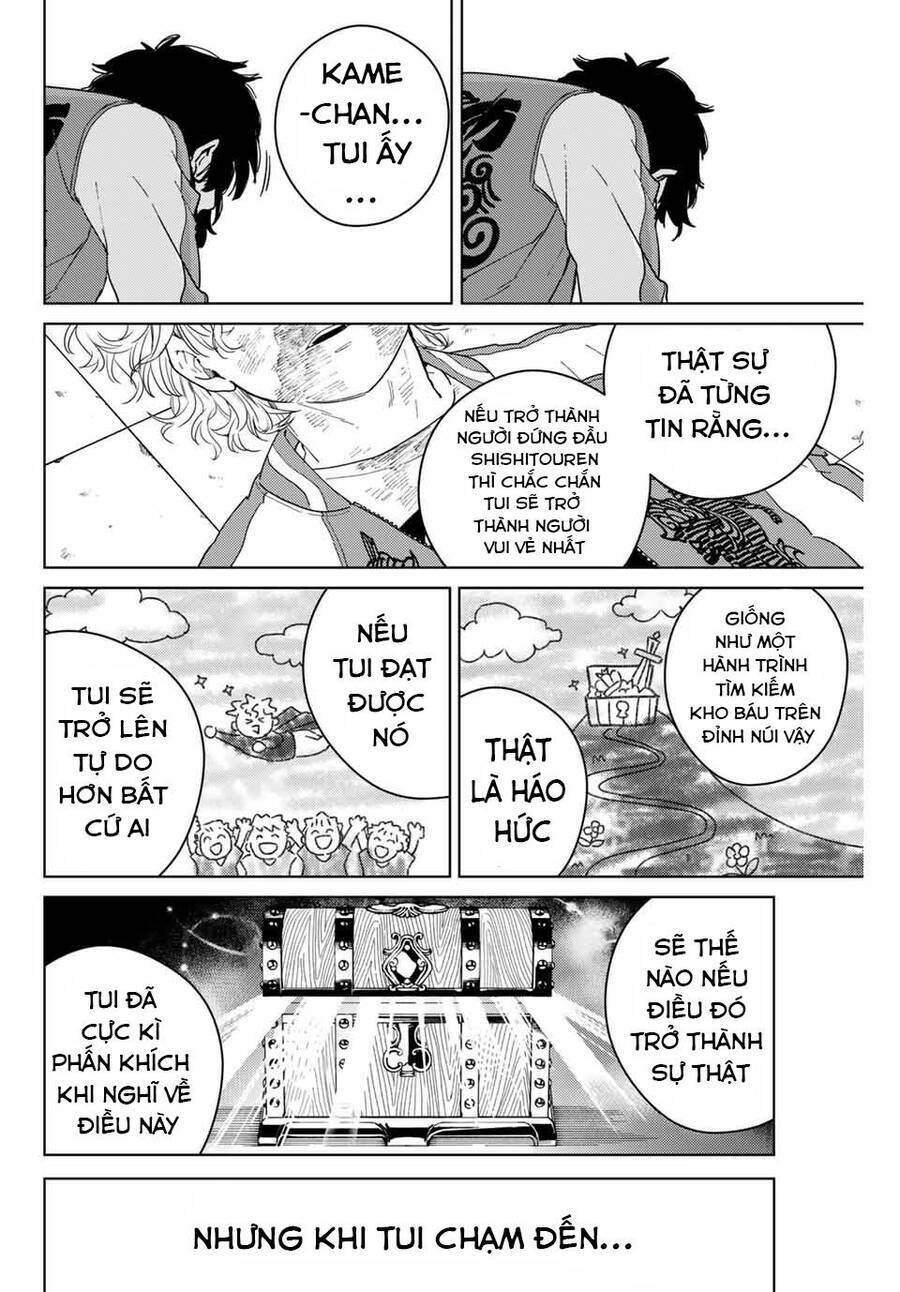 KAME
-CHAN...
TUI ẤY
...
THẬT SỰ
ĐÃ TỪNG
TIN RẰNG...
NẾU TRỞ THÀNH
NGƯỜI ĐỨNG ĐẦU
SHISHITOUREN
THÌ CHẮC CHẮN
TUI SẼ TRỞ
THÀNH NGƯỜI
VUI VẺ NHẤT
GIỐNG
NHƯ MỘT
HÀNH TRÌNH
TÌM KIẾM
KHO BÁU TRÊN
ĐỈNH NÚI VẬY
THẬT
LÀ HÁO
HỨC
NẾU
TUI ĐẠT
ĐƯỢC
NÓ
TUI SẼ
TRỞ LÊN
TỰ DO
HƠN BẤT
CỨ AI
SẼ THẾ
NÀO NẾU
ĐIỀU ĐÓ
TRỞ THÀNH
SỰ THẬT
TUI ĐÃ
CỰC KÌ
PHẤN KHÍCH
KHI NGHĨ VỀ
ĐIỀU NÀY
NHƯNG KHI TUI CHẠM ĐẾN...